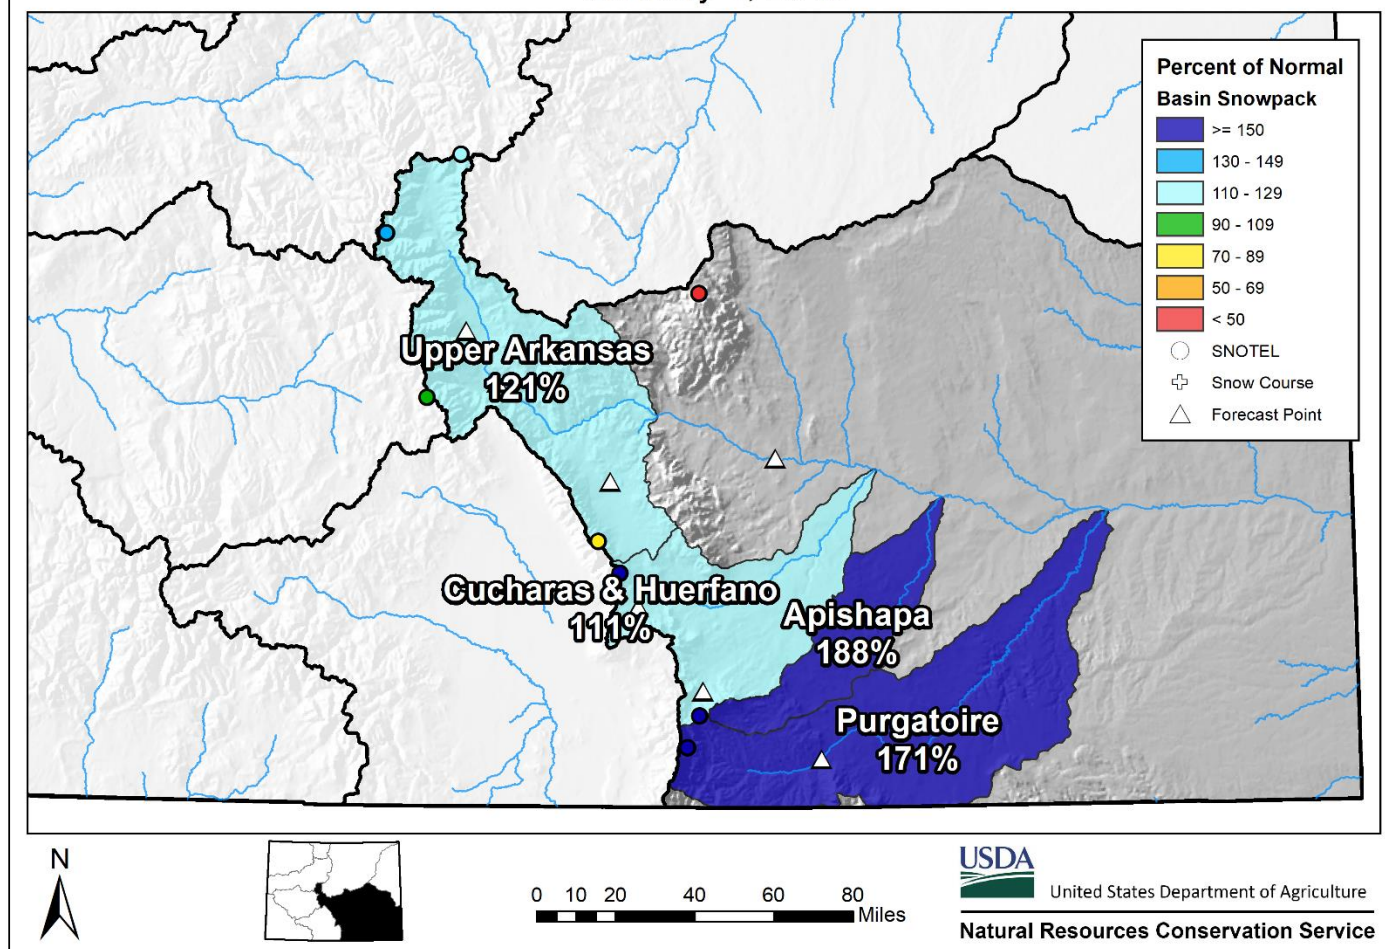 Percent of Normal
Basin Snowpack
>= 150
130 - 149
110 - 129
90 - 109
70 - 89
50 - 69
< 50
SNOTEL
Snow Course
Forecast Point
Upper Arkansas
121%
Cucharas & Huerfano
111%
Apishapa
188%
Purgatoire
171%
N
0 10 20 40 60 80
Miles
USDA
United States Department of Agriculture
Natural Resources Conservation Service